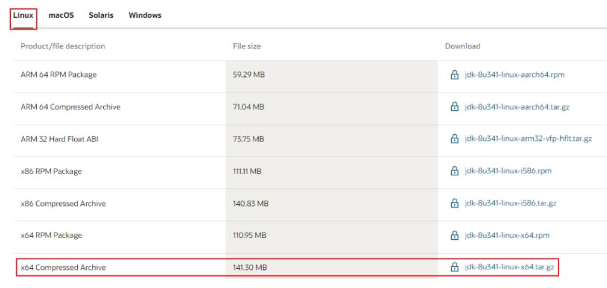 Linux macOS Solaris Windows
Product/file description File size Download
ARM 64 RPM Package 59.29 MB jdk-8u341-linux-aarch64.rpm
ARM 64 Compressed Archive 71.04 MB jdk-8u341-linux-aarch64.tar.gz
ARM 32 Hard Float ABI 73.75 MB jdk-8u341-linux-arm32-vfp-hflt.tar.gz
x86 RPM Package 111.11 MB jdk-8u341-linux-i586.rpm
x86 Compressed Archive 140.83 MB jdk-8u341-linux-i586.tar.gz
x64 RPM Package 110.95 MB jdk-8u341-linux-x64.rpm
x64 Compressed Archive 141.30 MB jdk-8u341-linux-x64.tar.gz